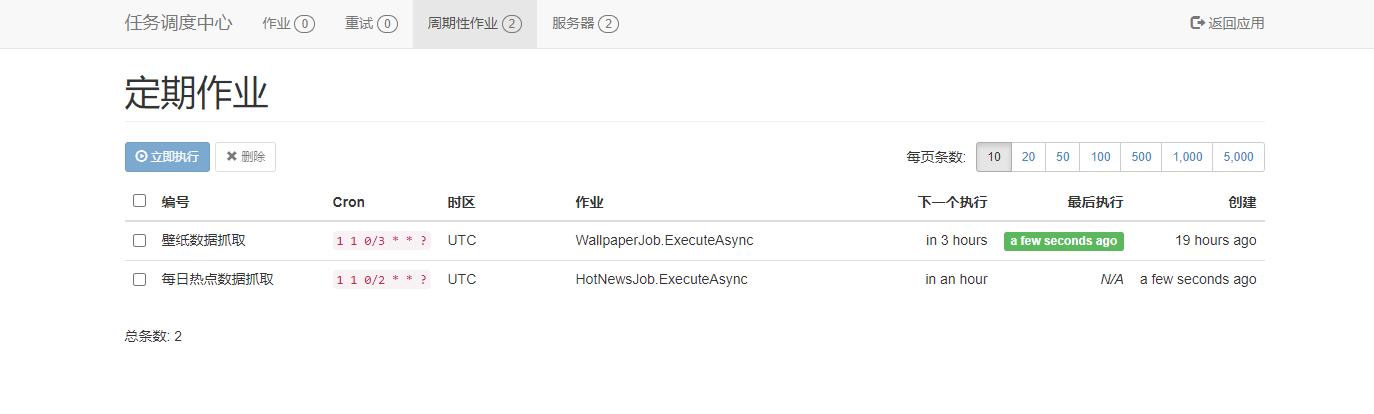 任务调度中心 作业 0 重试 0 周期性作业 2 服务器 2 返回应用
定期作业
立即执行 删除 每页条数: 10 20 50 100 500 1,000 5,000
编号 Cron 时区 作业 下一个执行 最后执行 创建
壁纸数据抓取 1 1 0/3 * * ? UTC WallpaperJob.ExecuteAsync in 3 hours a few seconds ago 19 hours ago
每日热点数据抓取 1 1 0/2 * * ? UTC HotNewsJob.ExecuteAsync in an hour N/A a few seconds ago
总条数: 2